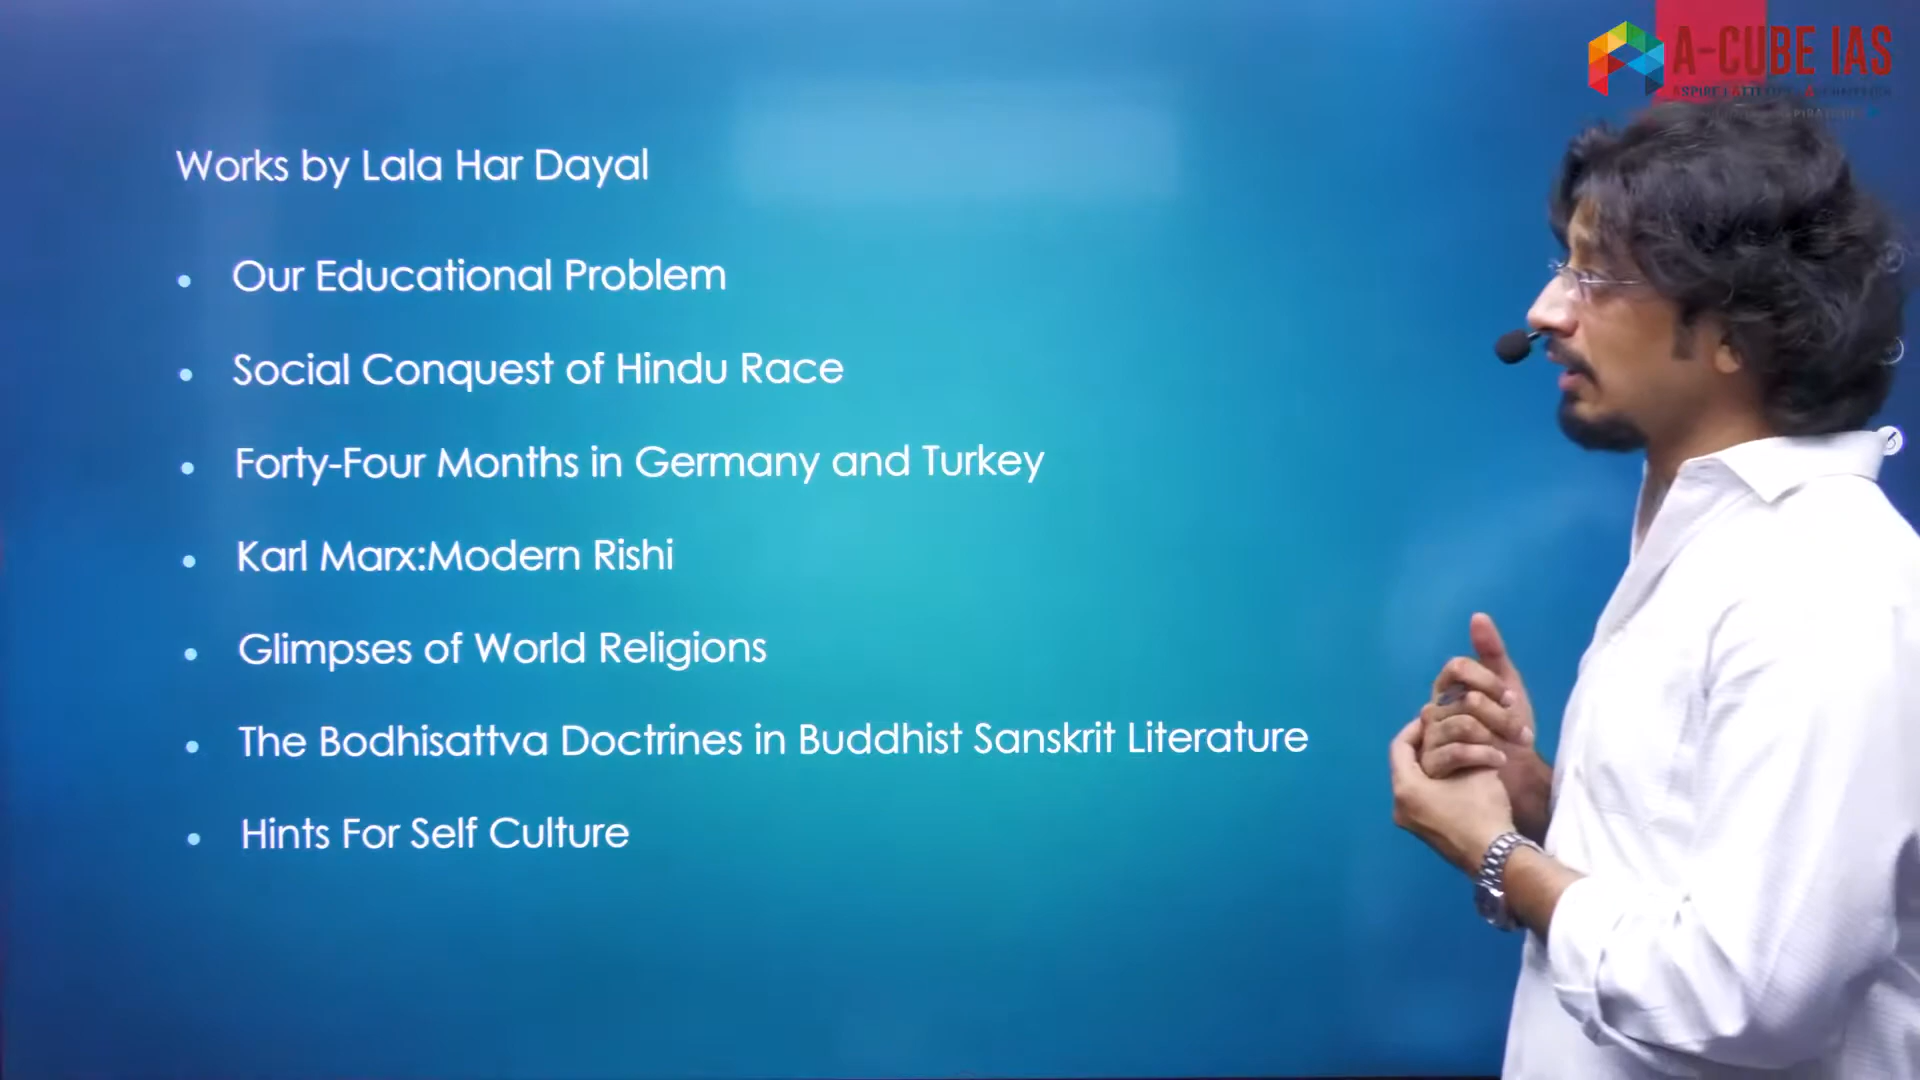 A-CUBE IAS
Works by Lala Har Dayal
• Our Educational Problem
• Social Conquest of Hindu Race
• Forty-Four Months in Germany and Turkey
• Karl Marx:Modern Rishi
• Glimpses of World Religions
• The Bodhisattva Doctrines in Buddhist Sanskrit Literature
• Hints For Self Culture